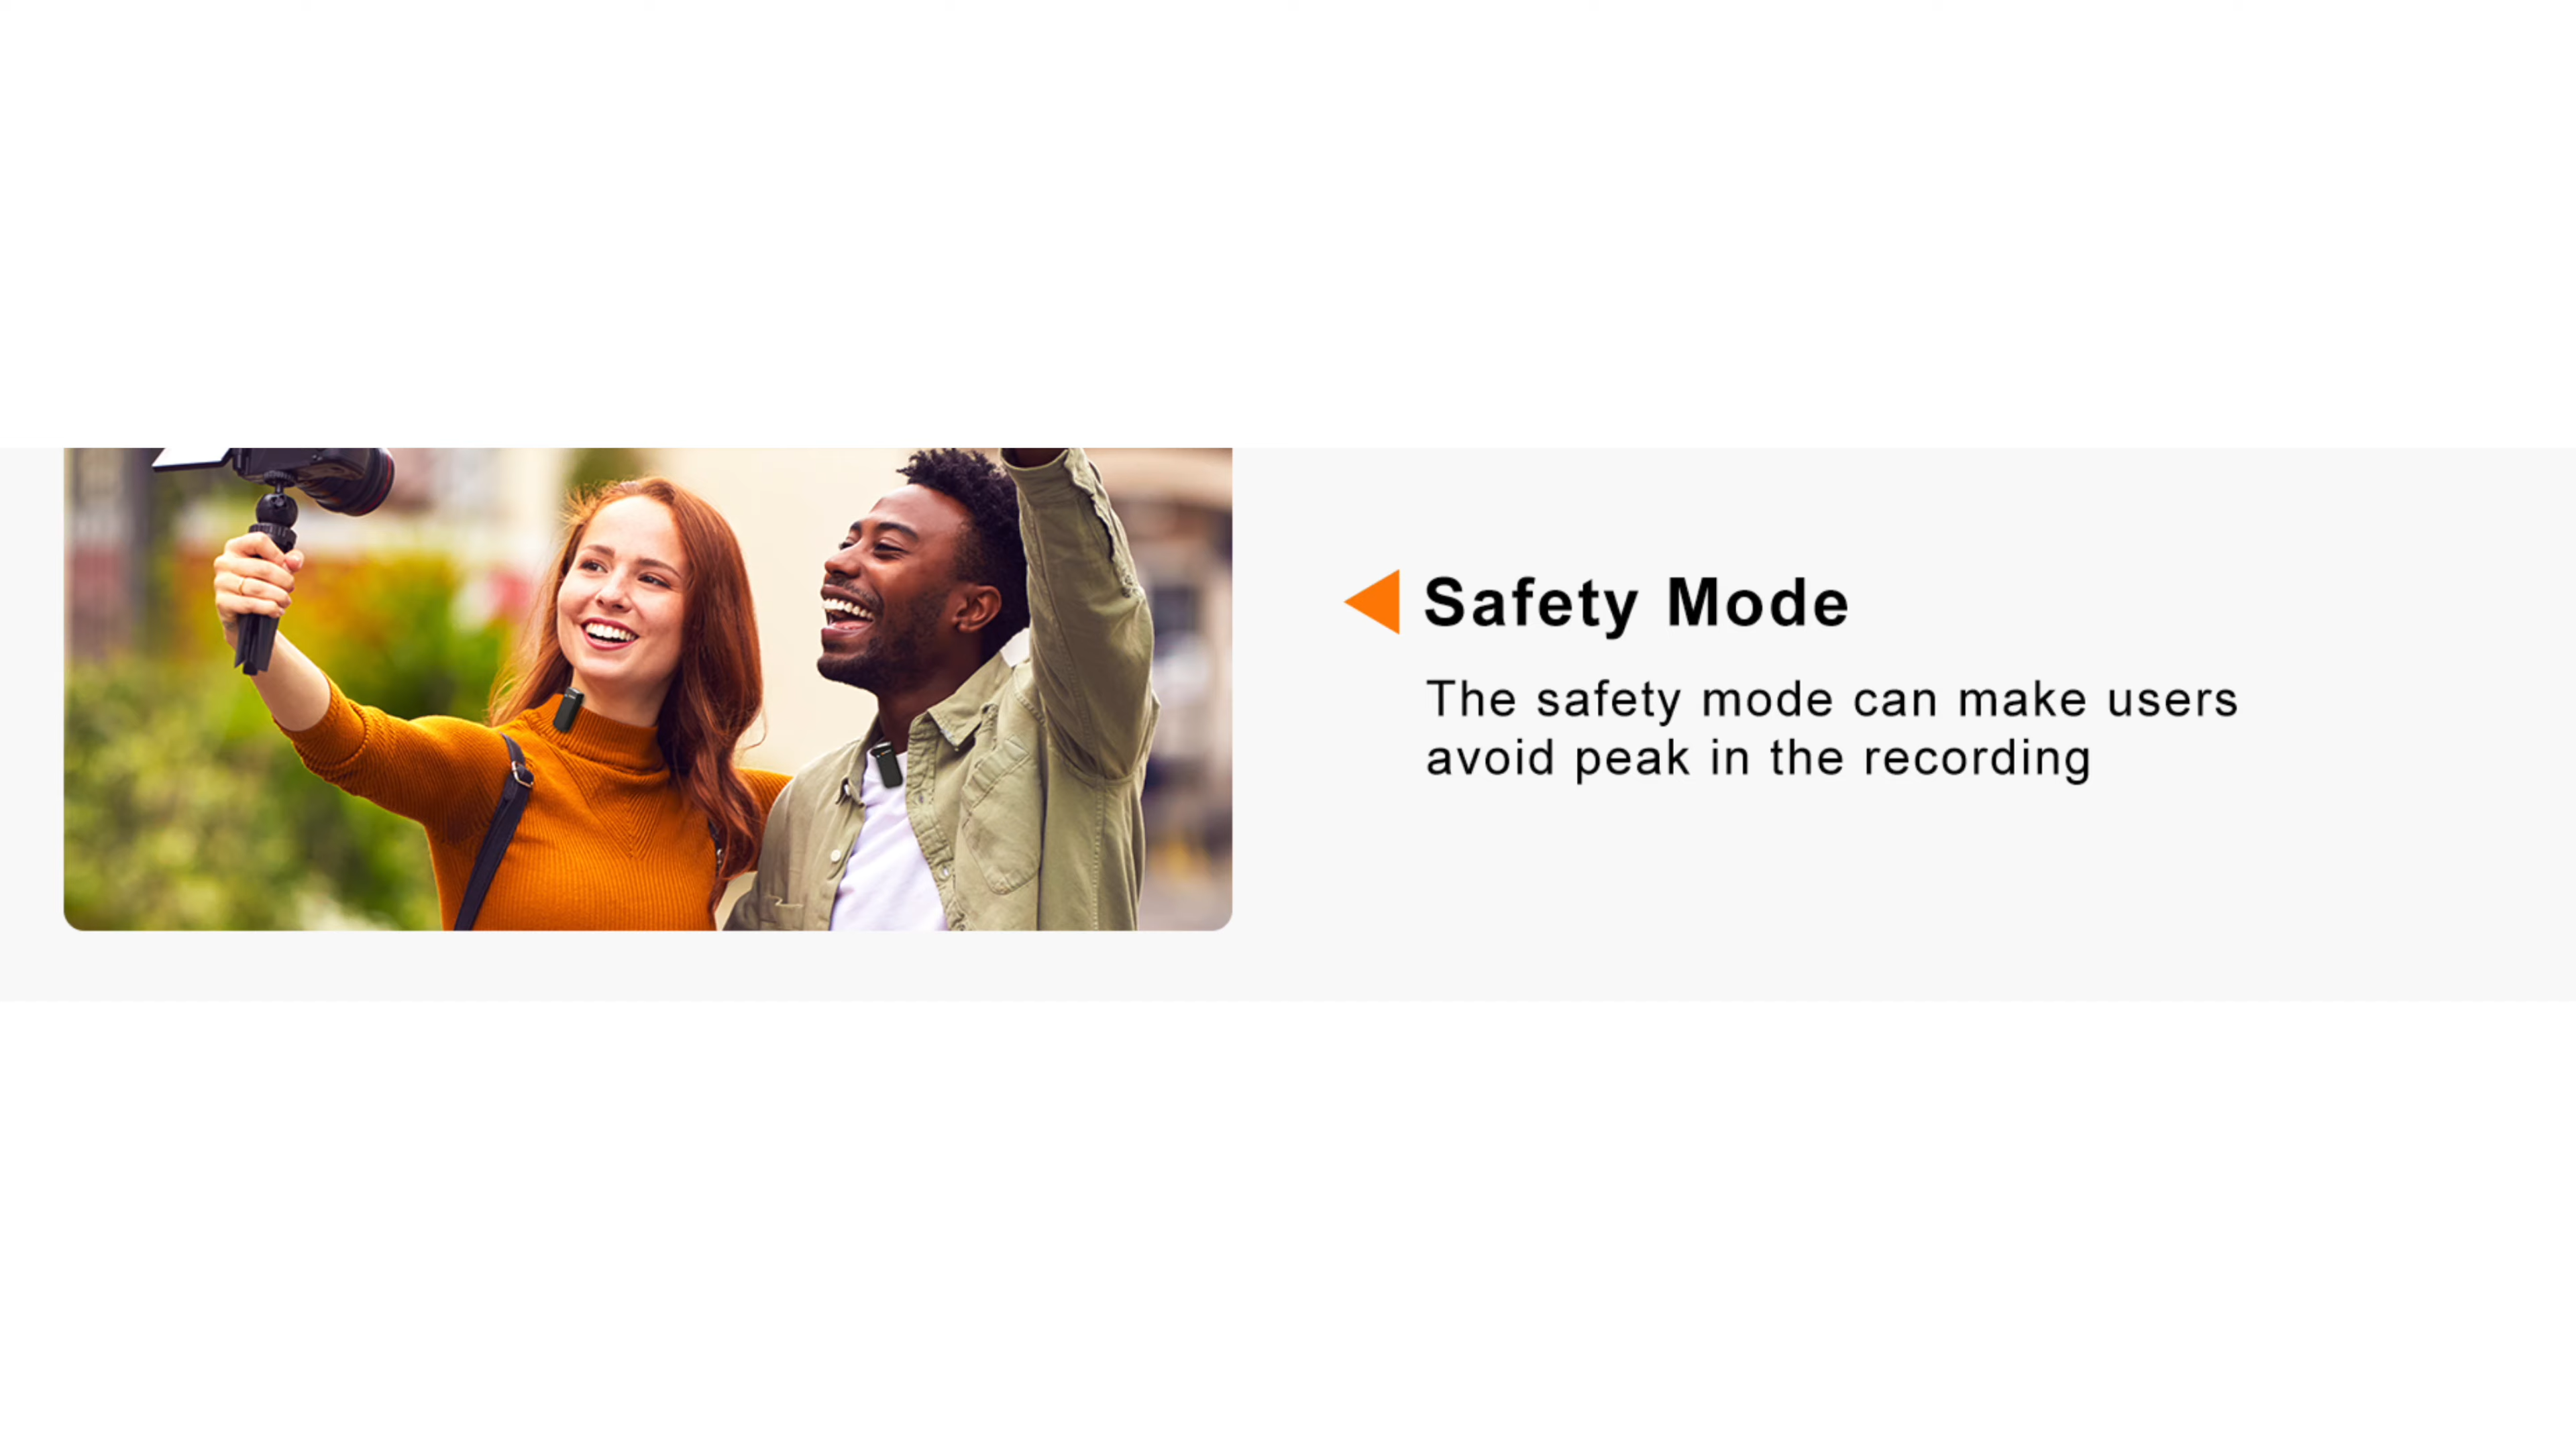 Safety Mode
The safety mode can make users
avoid peak in the recording